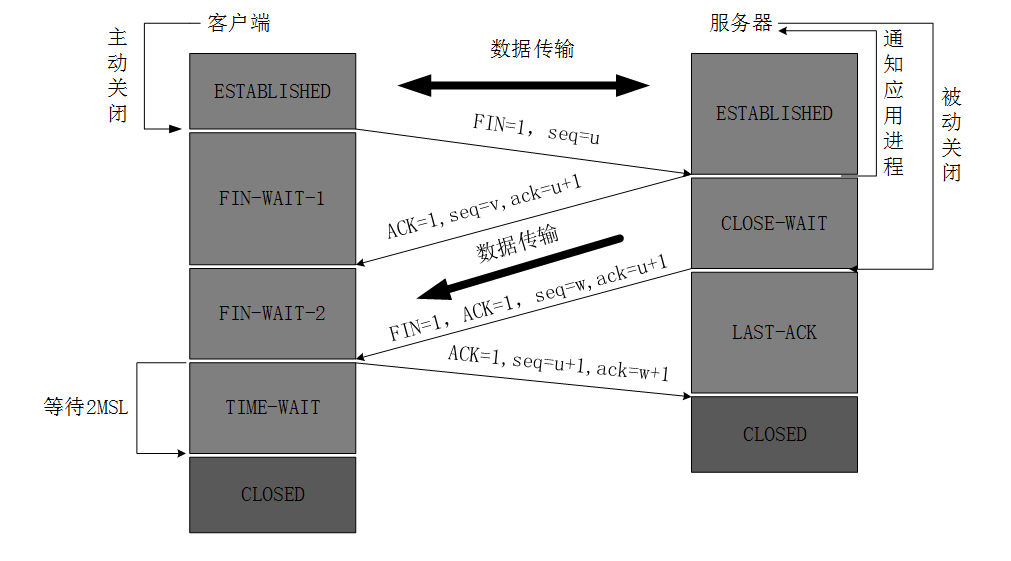 客户端
服务器
主动关闭
数据传输
通知应用进程
被动关闭
ESTABLISHED
ESTABLISHED
FIN=1, seq=u
FIN-WAIT-1
ACK=1,seq=v,ack=u+1
CLOSE-WAIT
数据传输
FIN-WAIT-2
FIN=1, ACK=1, seq=w,ack=u+1
LAST-ACK
ACK=1,seq=u+1,ack=w+1
等待2MSL
TIME-WAIT
CLOSED
CLOSED